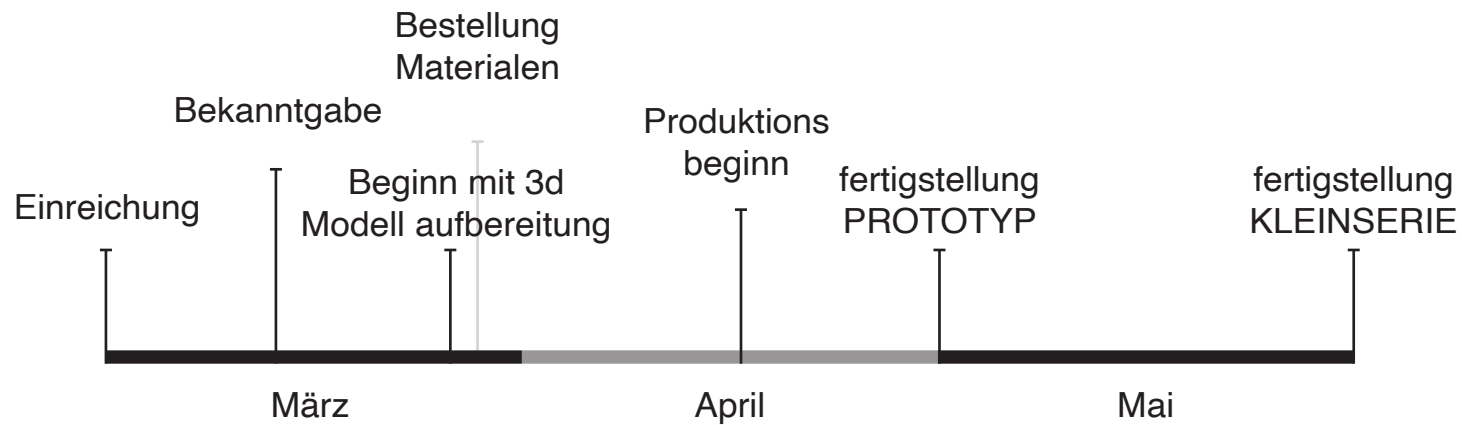 Bestellung
Materialen
Bekanntgabe
Produktions
beginn
Beginn mit 3d
Modell aufbereitung
fertigstellung
PROTOTYP
fertigstellung
KLEINSERIE
Einreichung
März
April
Mai